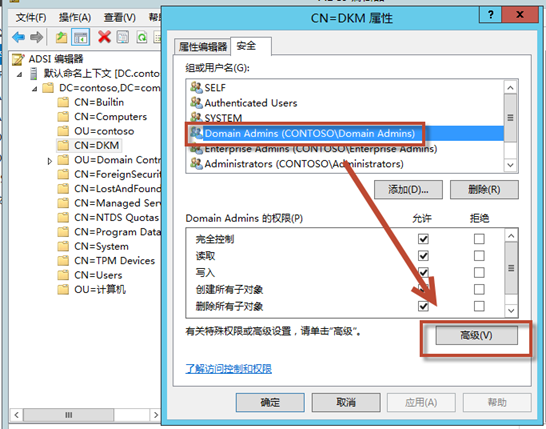 文件(F) 操作(A) 查看(V)
ADSI 编辑器
默认命名上下文 [DC.conto
DC=contoso,DC=com
CN=Builtin
CN=Computers
OU=contoso
CN=DKM
OU=Domain Contr
CN=ForeignSecurit
CN=LostAndFound
CN=Managed Servi
CN=NTDS Quotas
CN=Program Data
CN=System
CN=TPM Devices
CN=Users
OU=计算机
CN=DKM 属性
?
属性编辑器 安全
组或用户名(G):
SELF
Authenticated Users
SYSTEM
Domain Admins (CONTOSO\Domain Admins)
Enterprise Admins (CONTOSO\Enterprise Admins)
Administrators (CONTOSO\Administrators)
添加(D)... 删除(R)
Domain Admins 的权限(P) 允许 拒绝
完全控制
读取
写入
创建所有子对象
删除所有子对象
有关特殊权限或高级设置，请单击“高级”。
高级(V)
了解访问控制和权限
确定 取消 应用(A) 帮助